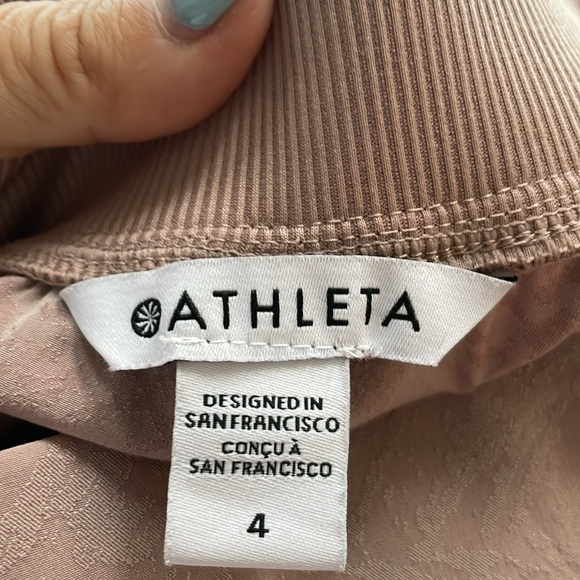 ATHLETA
DESIGNED IN
SAN FRANCISCO
CONÇU À
SAN FRANCISCO
4